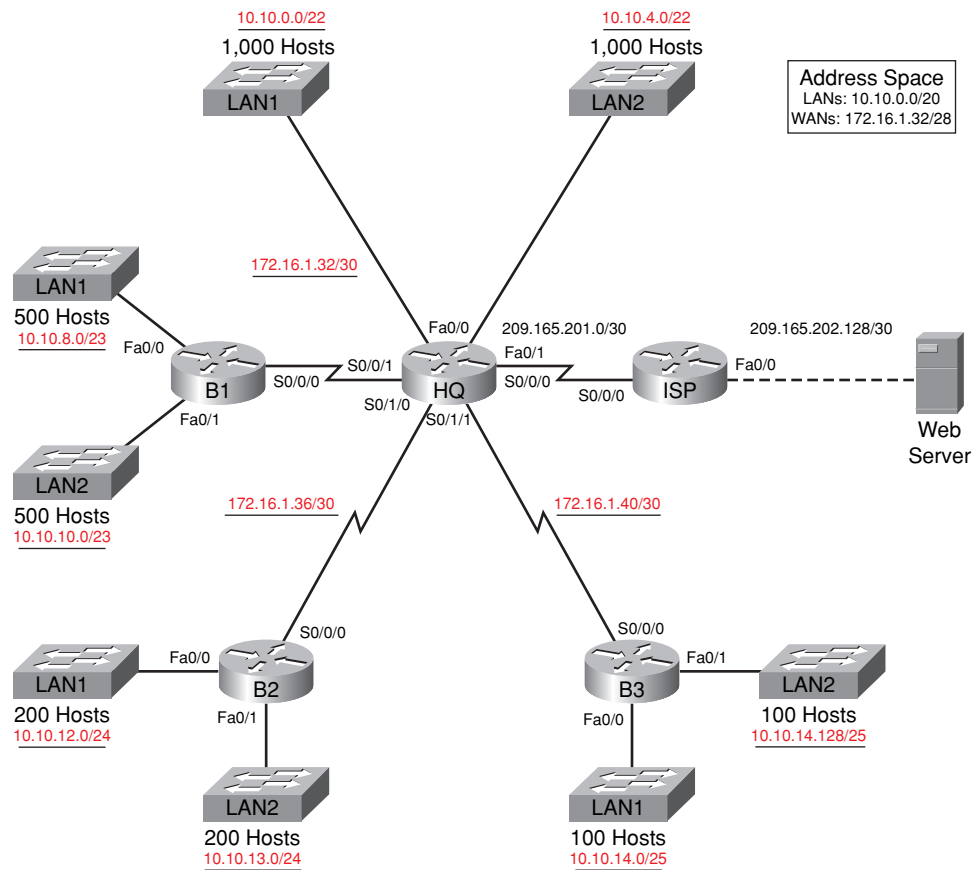 10.10.0.0/22
1,000 Hosts
LAN1
10.10.4.0/22
1,000 Hosts
LAN2
Address Space
LANs: 10.10.0.0/20
WANs: 172.16.1.32/28
LAN1
500 Hosts
10.10.8.0/23
172.16.1.32/30
Fa0/0
B1
Fa0/1
S0/0/0
S0/0/1
Fa0/0
Fa0/1
HQ
S0/1/0
S0/1/1
S0/0/0
209.165.201.0/30
S0/0/0
ISP
Fa0/0
209.165.202.128/30
Web
Server
LAN2
500 Hosts
10.10.10.0/23
172.16.1.36/30
172.16.1.40/30
LAN1
200 Hosts
10.10.12.0/24
Fa0/0
S0/0/0
B2
Fa0/1
LAN2
200 Hosts
10.10.13.0/24
S0/0/0
B3
Fa0/1
Fa0/0
LAN2
100 Hosts
10.10.14.128/25
LAN1
100 Hosts
10.10.14.0/25